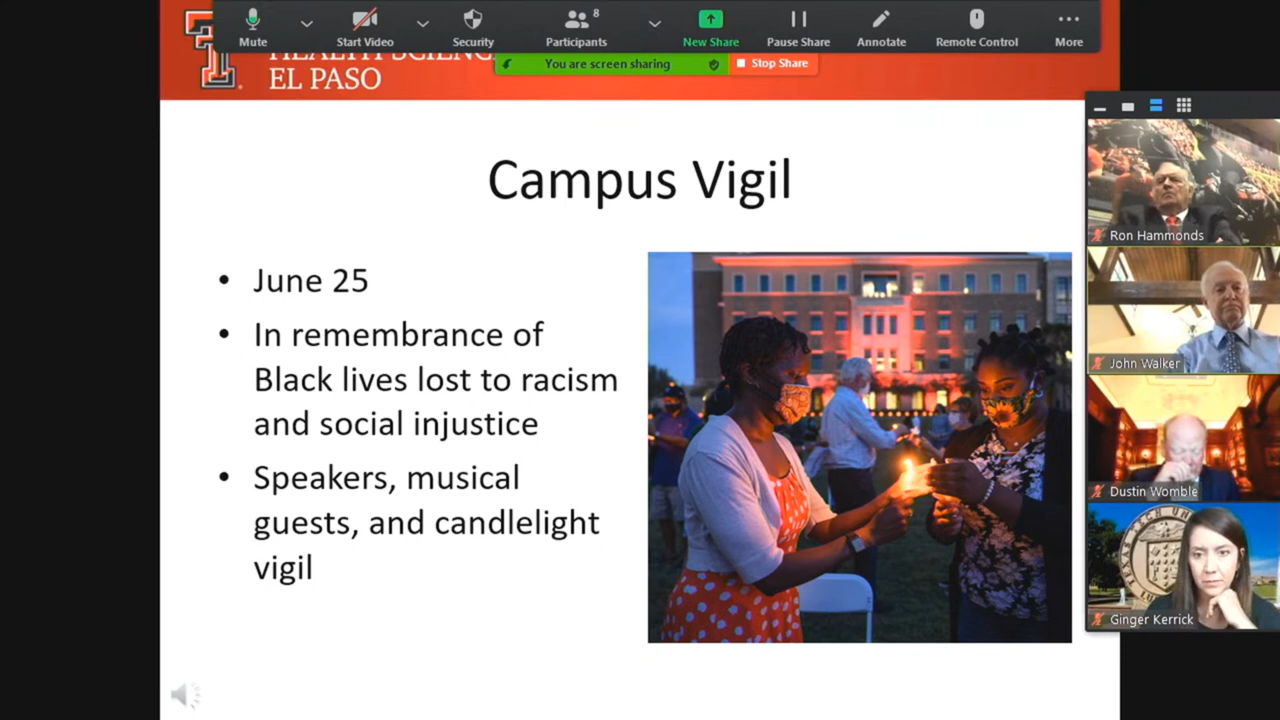 Mute
Start Video
Security
Participants
8
New Share
Pause Share
Annotate
Remote Control
More
You are screen sharing
Stop Share
EL PASO
Campus Vigil
• June 25
• In remembrance of
Black lives lost to racism
and social injustice
• Speakers, musical
guests, and candlelight
vigil
Ron Hammonds
John Walker
Dustin Womble
Ginger Kerrick